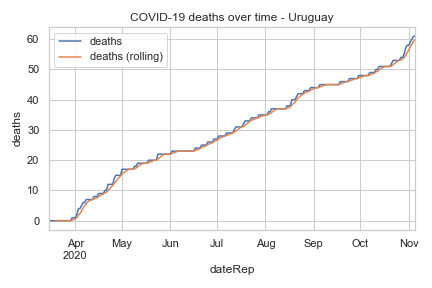 COVID-19 deaths over time - Uruguay
deaths
deaths (rolling)
deaths
60
50
40
30
20
10
0
Apr May Jun Jul Aug Sep Oct Nov
2020
dateRep